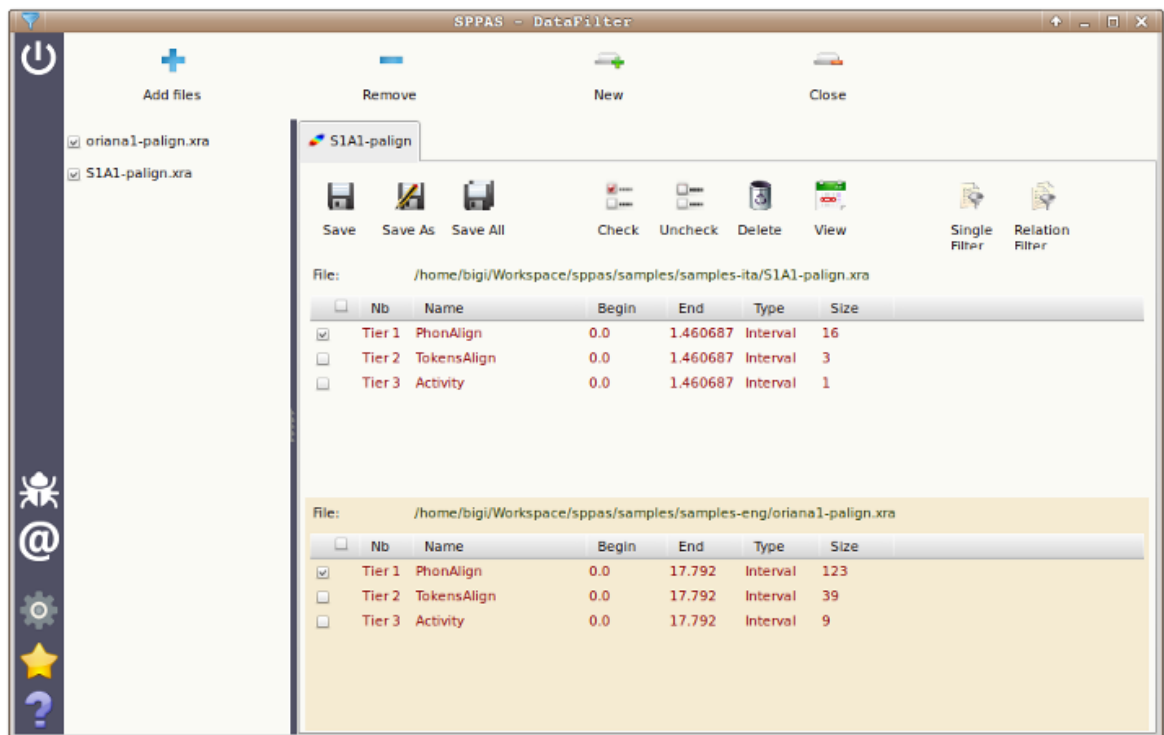 SPPAS - DataFilter
Add files Remove New Close
oriana1-palign.xra
S1A1-palign.xra
S1A1-palign
Save Save As Save All Check Uncheck Delete View Single Filter Relation Filter
File: /home/bigi/Workspace/sppas/samples/samples-ita/S1A1-palign.xra
Nb Name Begin End Type Size
Tier 1 PhonAlign 0.0 1.460687 Interval 16
Tier 2 TokensAlign 0.0 1.460687 Interval 3
Tier 3 Activity 0.0 1.460687 Interval 1
File: /home/bigi/Workspace/sppas/samples/samples-eng/oriana1-palign.xra
Nb Name Begin End Type Size
Tier 1 PhonAlign 0.0 17.792 Interval 123
Tier 2 TokensAlign 0.0 17.792 Interval 39
Tier 3 Activity 0.0 17.792 Interval 9
@
?